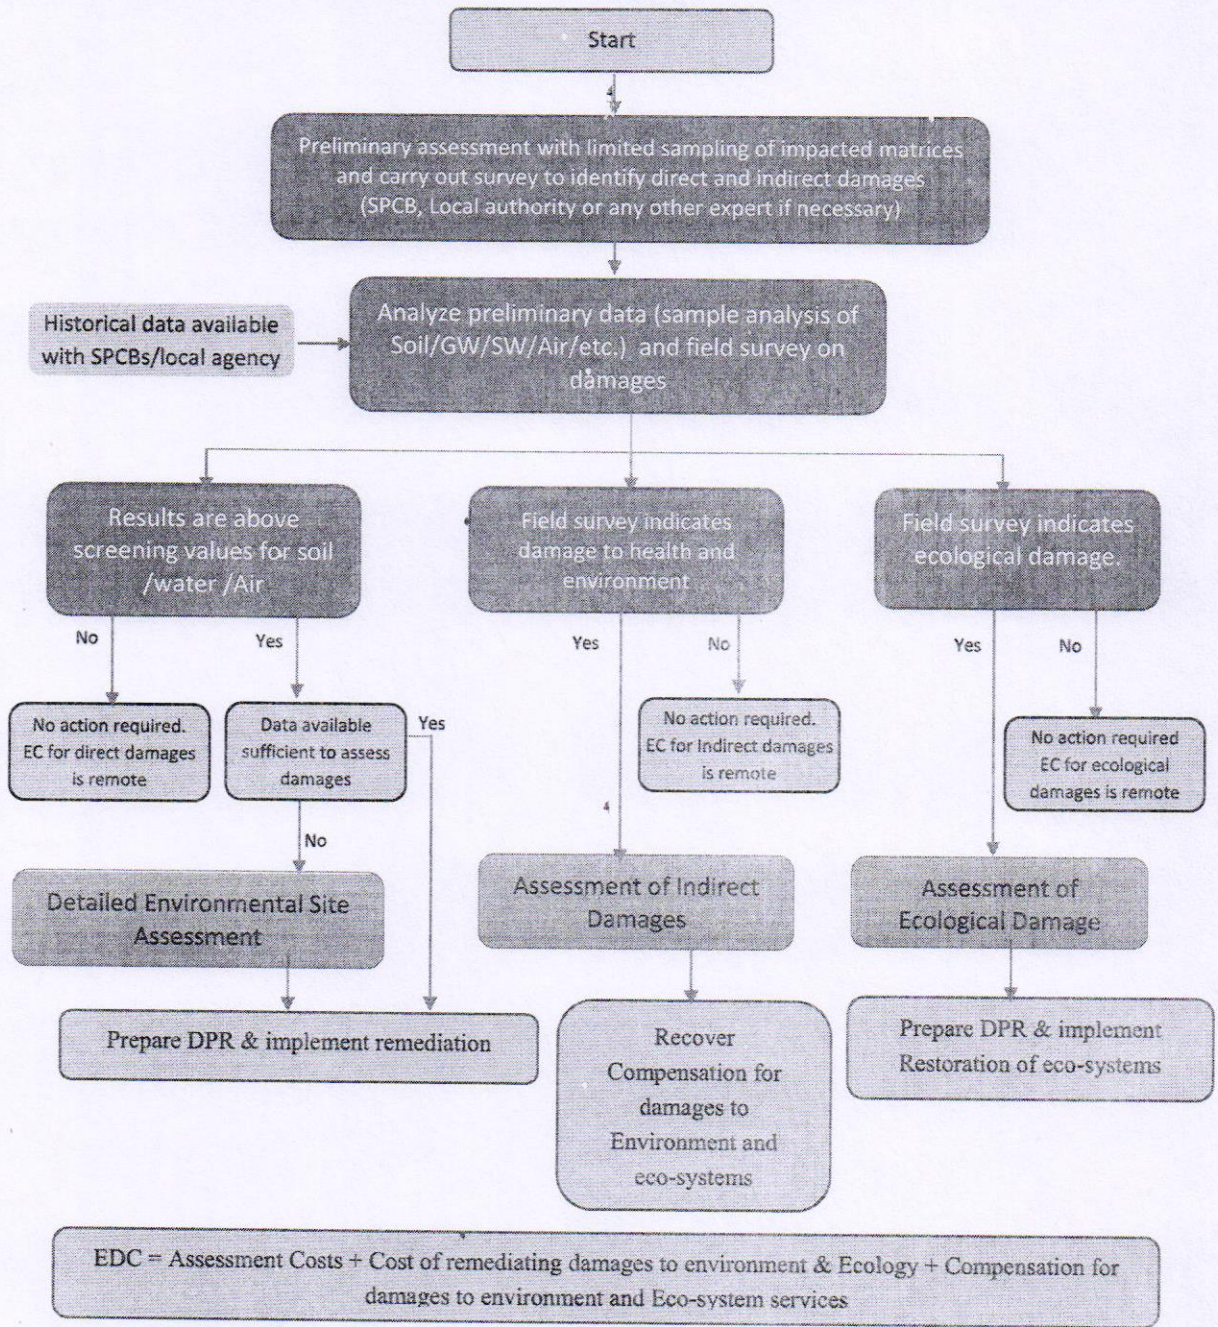 Start
Preliminary assessment with limited sampling of impacted matrices
and carry out survey to identify direct and indirect damages
(SPCB, Local authority or any other expert if necessary)
Historical data available
with SPCBs/local agency
Analyze preliminary data (sample analysis of
Soil/GW/SW/Air/etc.) and field survey on
damages
Results are above
screening values for soil
/water /Air
Field survey indicates
damage to health and
environment
Field survey indicates
ecological damage.
No
Yes
Yes
No
Yes
No
No action required.
EC for direct damages
is remote
Data available
sufficient to assess
damages
Yes
No action required.
EC for Indirect damages
is remote
No action required
EC for ecological
damages is remote
No
Detailed Environmental Site
Assessment
Assessment of Indirect
Damages
Assessment of
Ecological Damage
Prepare DPR & implement remediation
Recover
Compensation for
damages to
Environment and
eco-systems
Prepare DPR & implement
Restoration of eco-systems
EDC = Assessment Costs + Cost of remediating damages to environment & Ecology + Compensation for
damages to environment and Eco-system services